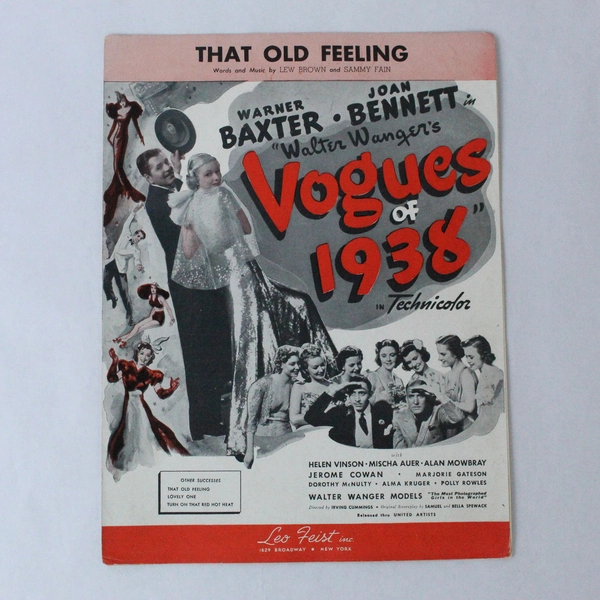 THAT OLD FEELING
Words and Music by LEW BROWN and SAMMY FAIN
WARNER BAXTER • JOAN BENNETT in
"Walter Wanger's
Vogues
OF
1938"
IN Technicolor
with
HELEN VINSON • MISCHA AUER • ALAN MOWBRAY
JEROME COWAN • MARJORIE GATESON
DOROTHY McNULTY • ALMA KRUGER • POLLY ROWLES
WALTER WANGER MODELS "The Most Photographed Girls in the World"
Directed by IRVING CUMMINGS • Original Screenplay by SAMUEL and BELLA SPEWACK
Released thru UNITED ARTISTS
OTHER SUCCESSES
THAT OLD FEELING
LOVELY ONE
TURN ON THAT RED HOT HEAT
Leo Feist inc.
1629 BROADWAY • NEW YORK